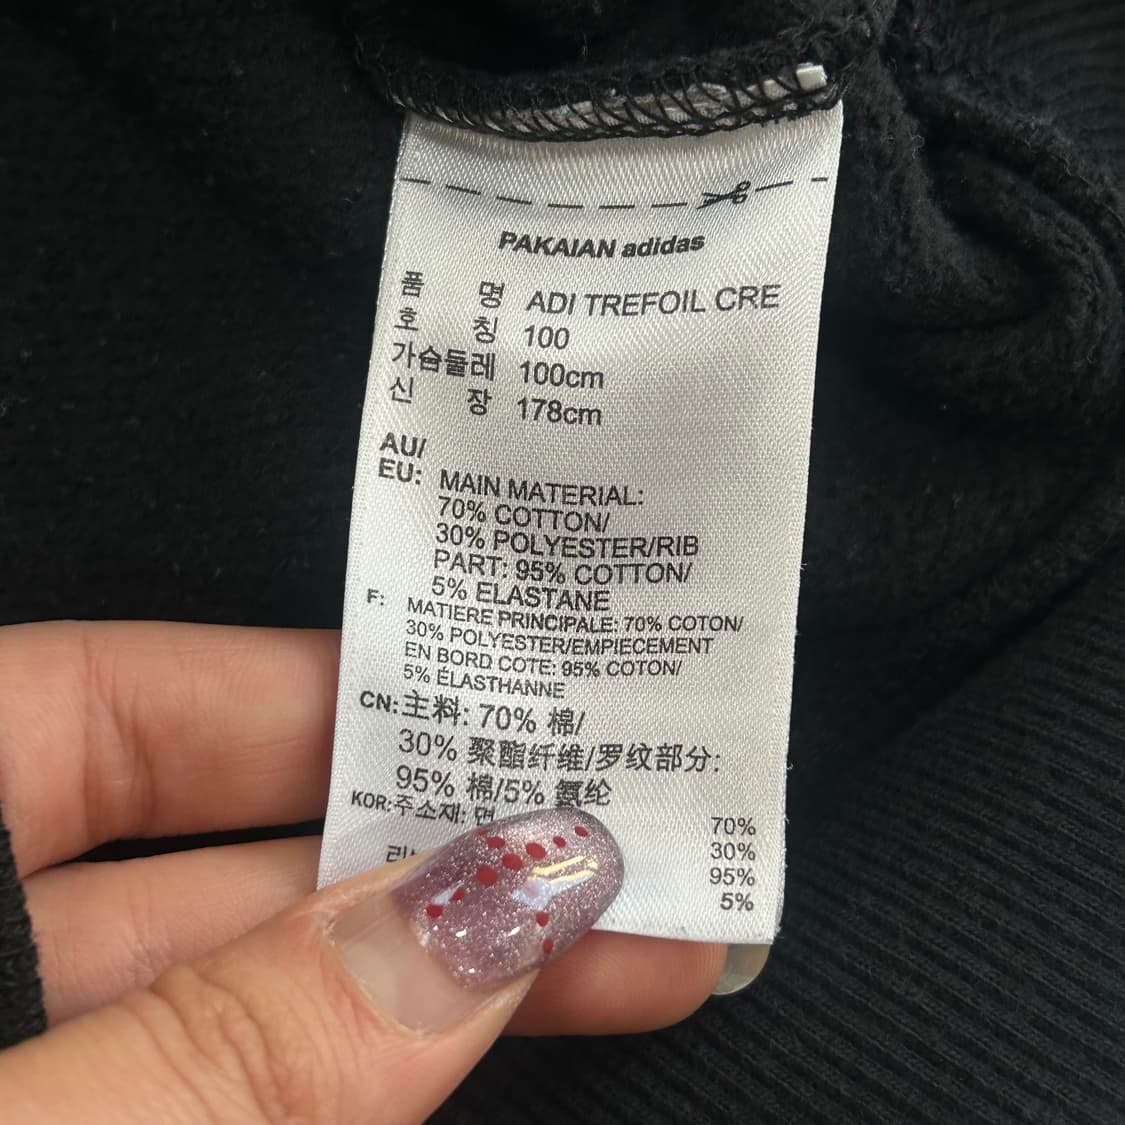 PAKAIAN adidas
품 명 ADI TREFOIL CRE
호 칭 100
가슴둘레 100cm
신 장 178cm
AU/
EU: MAIN MATERIAL:
70% COTTON/
30% POLYESTER/RIB
PART: 95% COTTON/
5% ELASTANE
F: MATIERE PRINCIPALE: 70% COTON/
30% POLYESTER/EMPIECEMENT
EN BORD COTE: 95% COTON/
5% ÉLASTHANNE
CN: 主料: 70% 棉/
30% 聚酯纤维/罗纹部分:
95% 棉/5% 氨纶
KOR: 주소재: 면 70%
30%
95%
5%